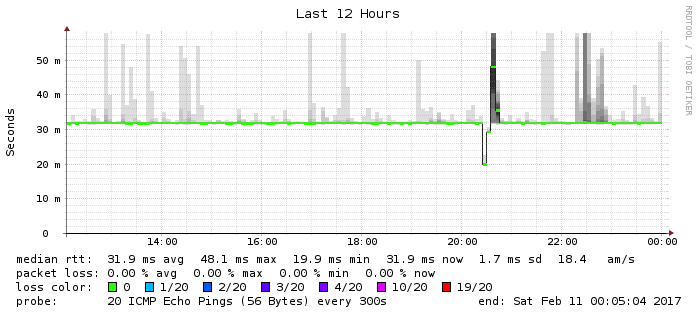 Last 12 Hours
RRDTOOL / TOBI OETIKER
Seconds
50 m
40 m
30 m
20 m
10 m
0
14:00 16:00 18:00 20:00 22:00 00:00
median rtt: 31.9 ms avg 48.1 ms max 19.9 ms min 31.9 ms now 1.7 ms sd 18.4 am/s
packet loss: 0.00 % avg 0.00 % max 0.00 % min 0.00 % now
loss color: 0 1/20 2/20 3/20 4/20 10/20 19/20
probe: 20 ICMP Echo Pings (56 Bytes) every 300s end: Sat Feb 11 00:05:04 2017